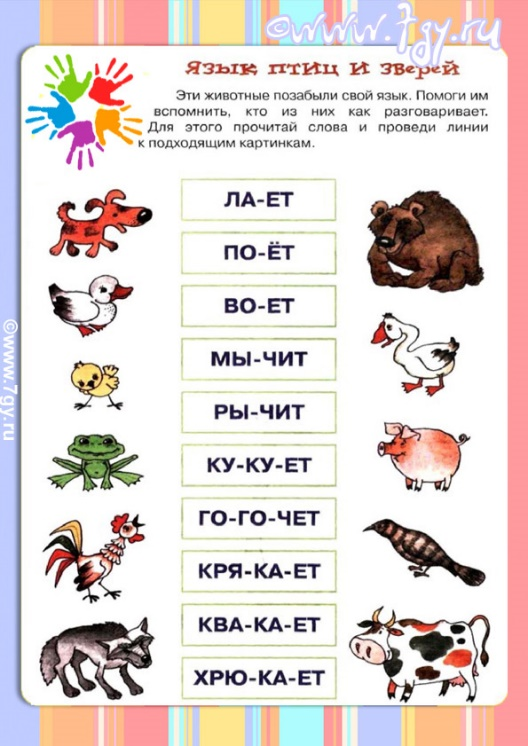 ©www.7gy.ru
Язык птиц и зверей
Эти животные позабыли свой язык. Помоги им
вспомнить, кто из них как разговаривает.
Для этого прочитай слова и проведи линии
к подходящим картинкам.
ЛА-ЕТ
ПО-ЁТ
ВО-ЕТ
МЫ-ЧИТ
РЫ-ЧИТ
КУ-КУ-ЕТ
ГО-ГО-ЧЕТ
КРЯ-КА-ЕТ
КВА-КА-ЕТ
ХРЮ-КА-ЕТ
©www.7gy.ru